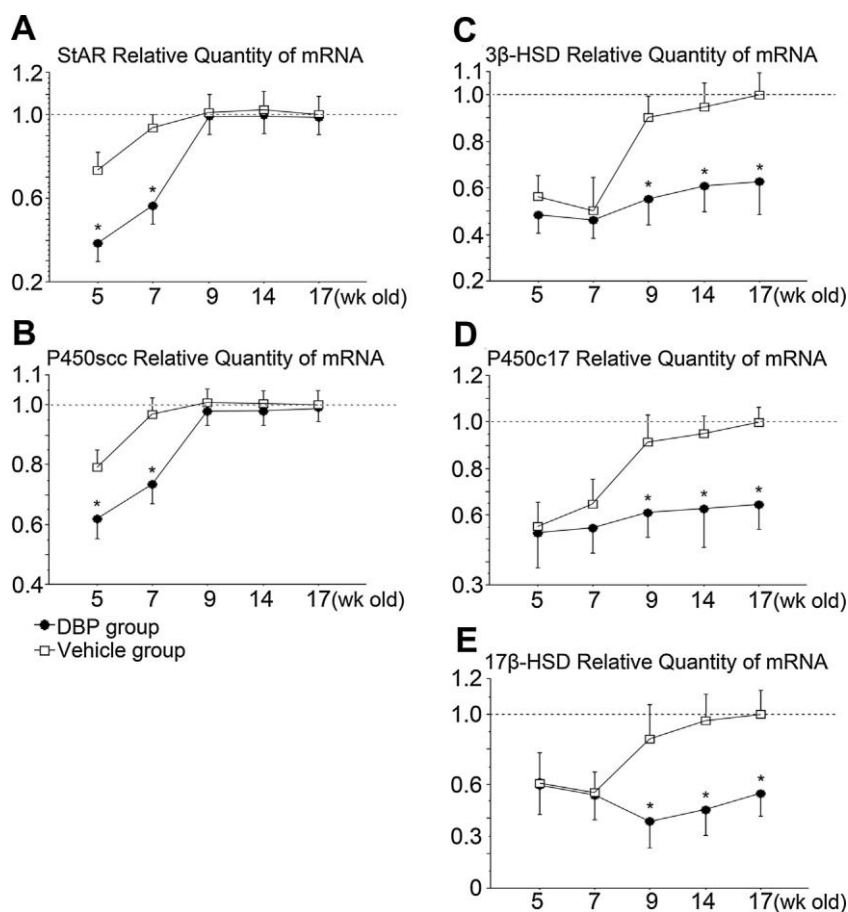 A
StAR Relative Quantity of mRNA
1.2
1.0
0.6
0.2
*
*
5 7 9 14 17(wk old)
B
P450scc Relative Quantity of mRNA
1.2
1.0
0.8
0.6
0.4
*
*
5 7 9 14 17(wk old)
DBP group
Vehicle group
C
3β-HSD Relative Quantity of mRNA
1.1
1.0
0.8
0.6
0.4
0.2
* * *
5 7 9 14 17(wk old)
D
P450c17 Relative Quantity of mRNA
1.2
1.0
0.8
0.6
0.3
* * *
5 7 9 14 17(wk old)
E
17β-HSD Relative Quantity of mRNA
1.2
1.0
0.6
0.3
0
* * *
5 7 9 14 17(wk old)